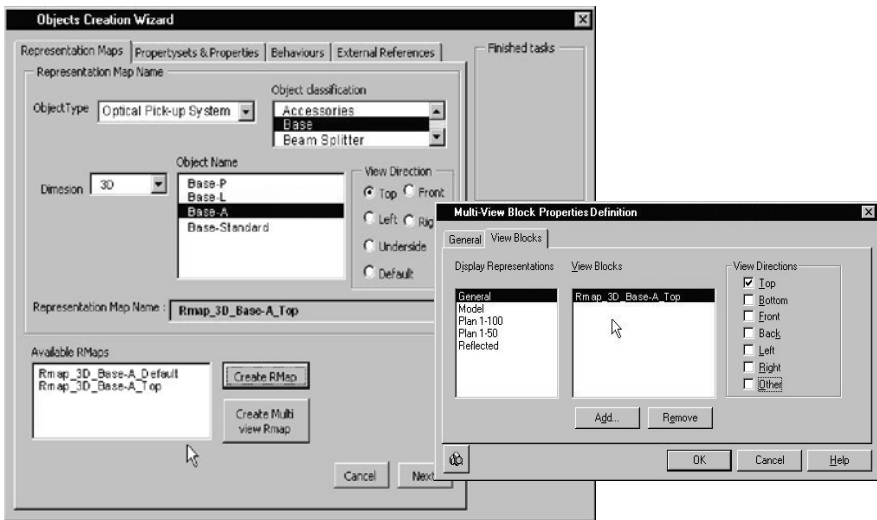 Objects Creation Wizard
Representation Maps
Propertysets & Properties
Behaviours
External References
Finished tasks
Representation Map Name
ObjectType
Optical Pick-up System
Object classification
Accessories
Base
Beam Splitter
Dimesion
3D
Object Name
Base-P
Base-L
Base-A
Base-Standard
View Direction
Top
Front
Left
Rig
Underside
Default
Representation Map Name :
Rmap_3D_Base-A_Top
Available RMaps
Rmap_3D_Base-A_Default
Rmap_3D_Base-A_Top
Create RMap
Create Multi
view Rmap
Cancel
Next
Multi-View Block Properties Definition
General
View Blocks
Display Representations
General
Model
Plan 1-100
Plan 1-50
Reflected
View Blocks
Rmap_3D_Base-A_Top
View Directions
Top
Bottom
Front
Back
Left
Right
Other
Add...
Remove
OK
Cancel
Help